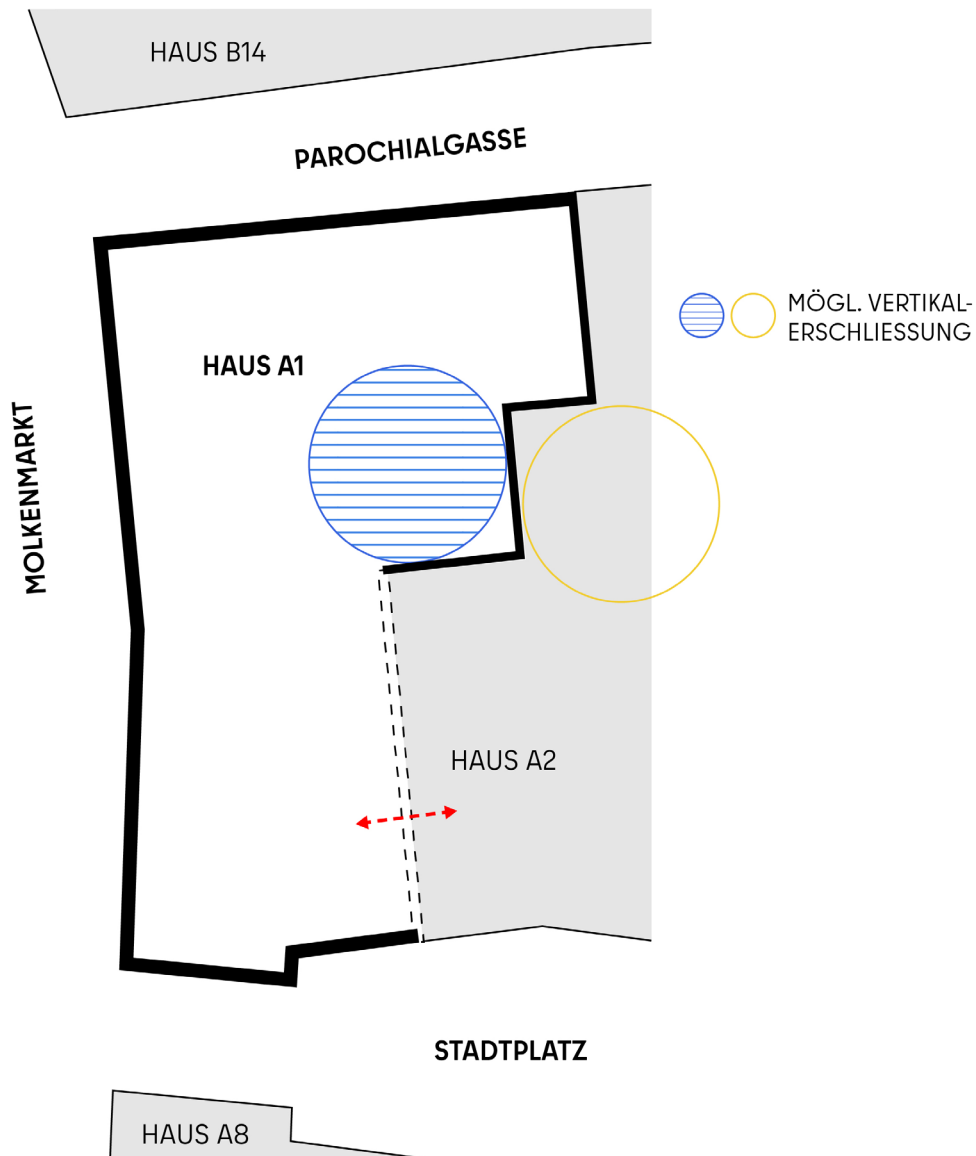 HAUS B14
PAROCHIALGASSE
MÖGL. VERTIKAL-
ERSCHLIESSUNG
HAUS A1
MOLKENMARKT
HAUS A2
STADTPLATZ
HAUS A8